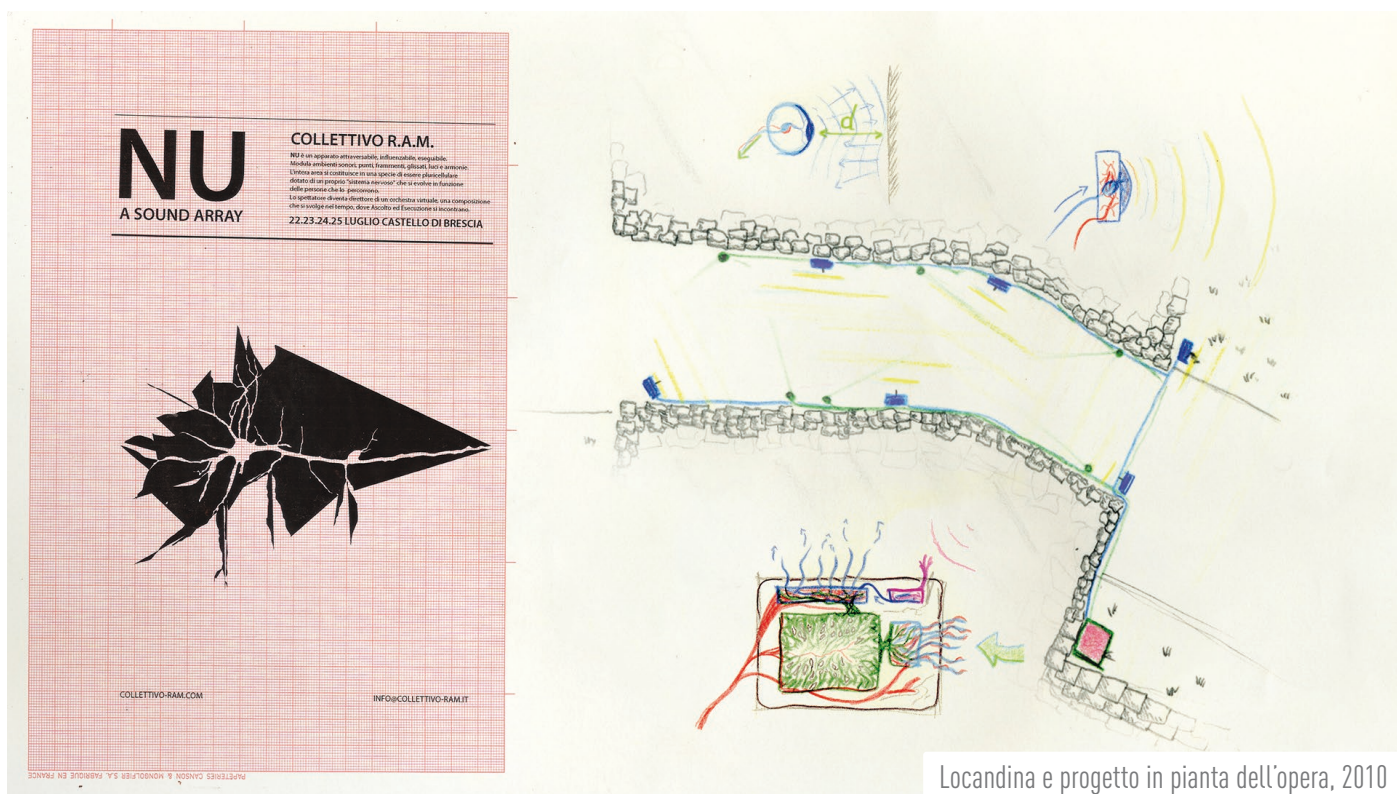 NU
A SOUND ARRAY
COLLETTIVO R.A.M.
NU è un apparato attraversabile, influenzabile, eseguibile.
Modula ambienti sonori, punti, frammenti, glissati, luci e armonie.
L'intera area si costituisce in una specie di essere pluricellulare
dotato di un proprio "sistema nervoso" che si evolve in funzione
delle persone che lo percorrono.
Lo spettatore diventa direttore di un orchestra virtuale, una composizione
che si svolge nel tempo, dove Ascolto ed Esecuzione si incontrano.
22.23.24.25 LUGLIO CASTELLO DI BRESCIA
d
COLLETTIVO-RAM.COM
INFO@COLLETTIVO-RAM.IT
PAPETERIES CANSON & MONGOLFIER S.A. FABRIQUE EN FRANCE
Locandina e progetto in pianta dell'opera, 2010